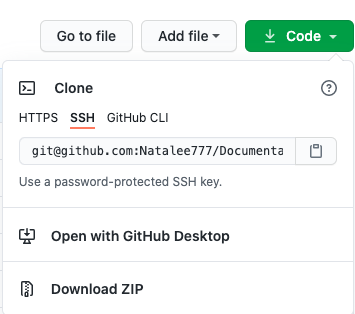 Go to file Add file Code
Clone
HTTPS SSH GitHub CLI
git@github.com:Natalee777/Documenta
Use a password-protected SSH key.
Open with GitHub Desktop
Download ZIP